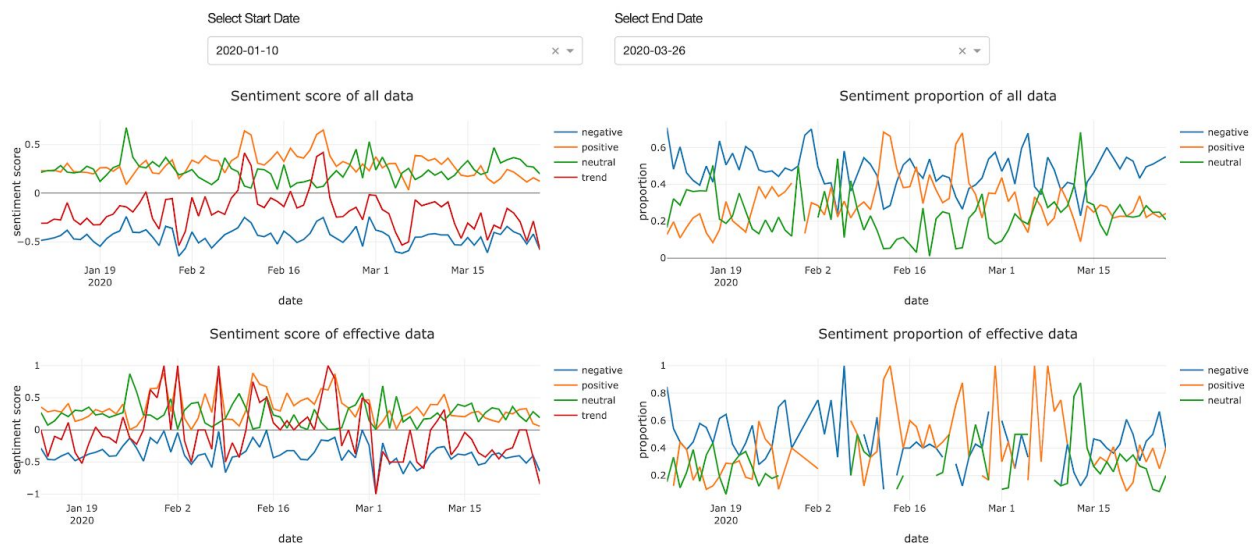 Select Start Date
Select End Date
2020-01-10
2020-03-26
Sentiment score of all data
sentiment score
0.5
0
−0.5
Jan 19
2020
Feb 2
Feb 16
Mar 1
Mar 15
date
negative
positive
neutral
trend
Sentiment proportion of all data
proportion
0.6
0.4
0.2
0
Jan 19
2020
Feb 2
Feb 16
Mar 1
Mar 15
date
negative
positive
neutral
Sentiment score of effective data
sentiment score
1
0.5
0
−0.5
−1
Jan 19
2020
Feb 2
Feb 16
Mar 1
Mar 15
date
negative
positive
neutral
trend
Sentiment proportion of effective data
proportion
1
0.8
0.6
0.4
0.2
Jan 19
2020
Feb 2
Feb 16
Mar 1
Mar 15
date
negative
positive
neutral